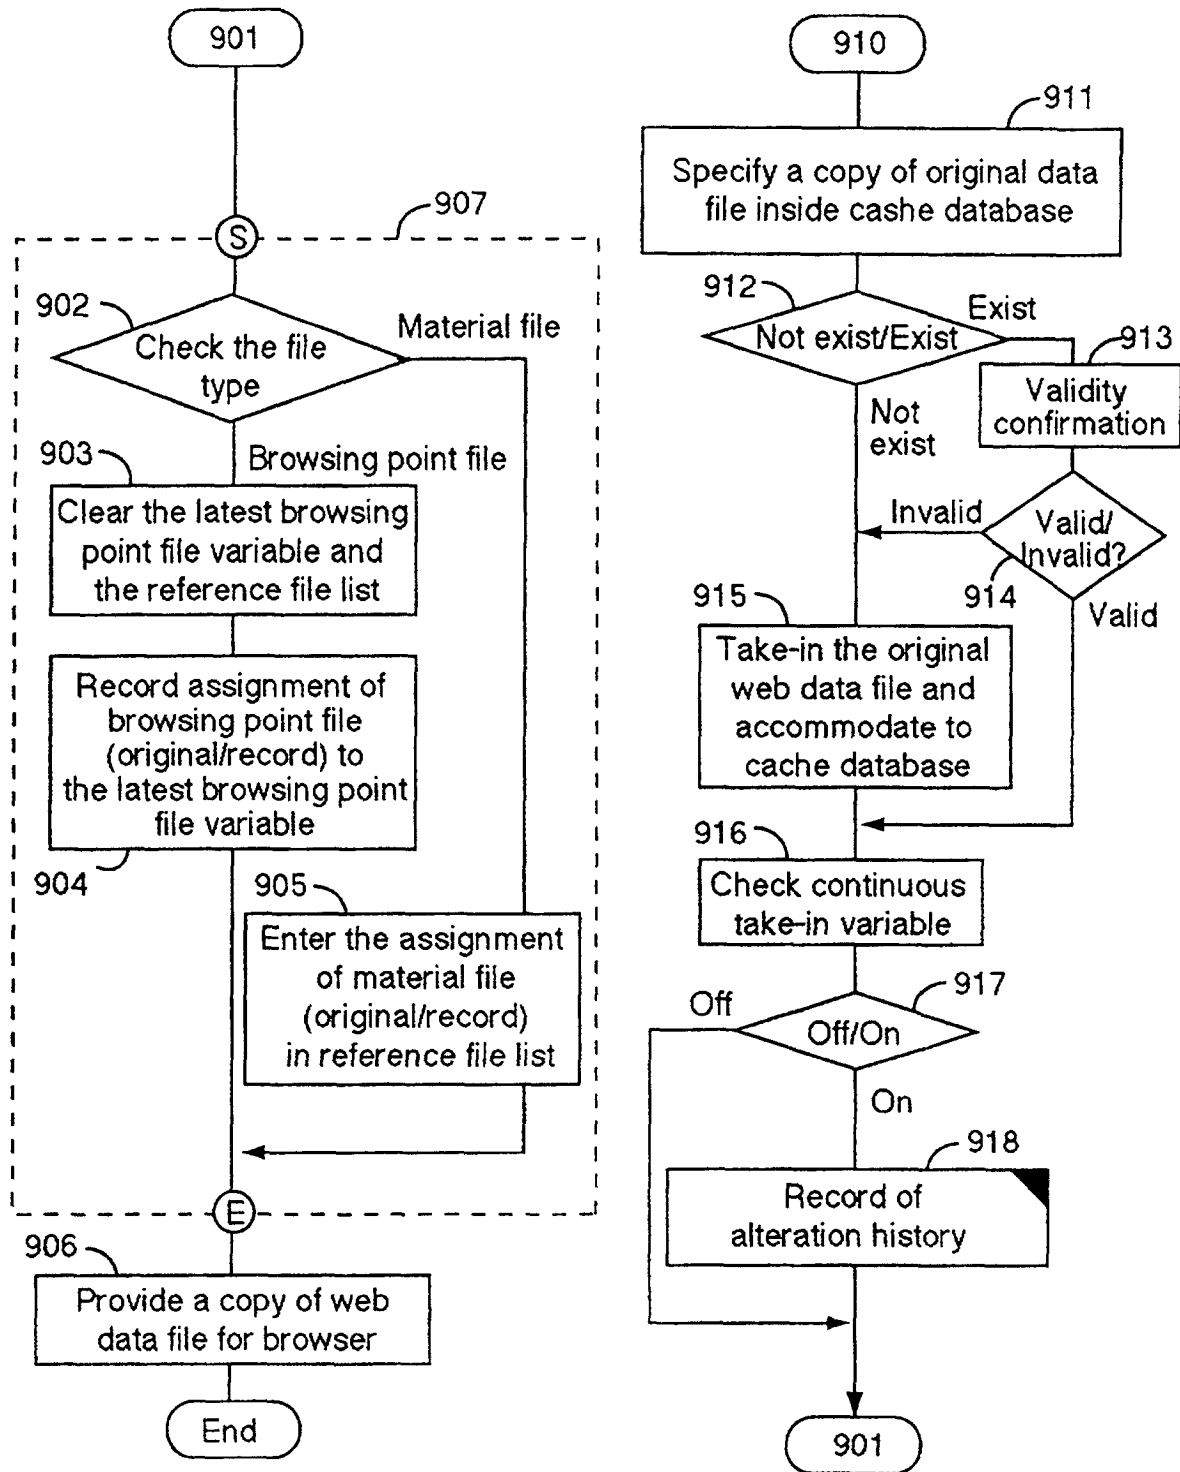 901
907
S
902
Check the file
type
Material file
903
Browsing point file
Clear the latest browsing
point file variable and
the reference file list
Record assignment of
browsing point file
(original/record) to
the latest browsing point
file variable
904
905
Enter the assignment
of material file
(original/record)
in reference file list
E
906
Provide a copy of web
data file for browser
End
910
911
Specify a copy of original data
file inside cashe database
912
Not exist/Exist
Exist
913
Validity
confirmation
Not
exist
Invalid
Valid/
Invalid?
914
Valid
915
Take-in the original
web data file and
accommodate to
cache database
916
Check continuous
take-in variable
917
Off
Off/On
On
918
Record of
alteration history
901